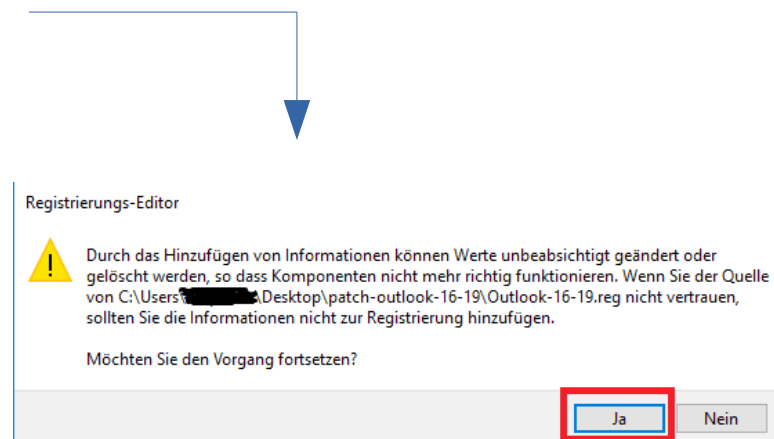 Registrierungs-Editor
Durch das Hinzufügen von Informationen können Werte unbeabsichtigt geändert oder
gelöscht werden, so dass Komponenten nicht mehr richtig funktionieren. Wenn Sie der Quelle
von C:\Users\ \Desktop\patch-outlook-16-19\Outlook-16-19.reg nicht vertrauen,
sollten Sie die Informationen nicht zur Registrierung hinzufügen.
Möchten Sie den Vorgang fortsetzen?
Ja Nein